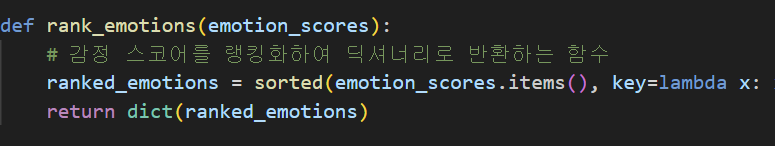 def rank_emotions(emotion_scores):
    # 감정 스코어를 랭킹화하여 딕셔너리로 반환하는 함수
    ranked_emotions = sorted(emotion_scores.items(), key=lambda x:
    return dict(ranked_emotions)